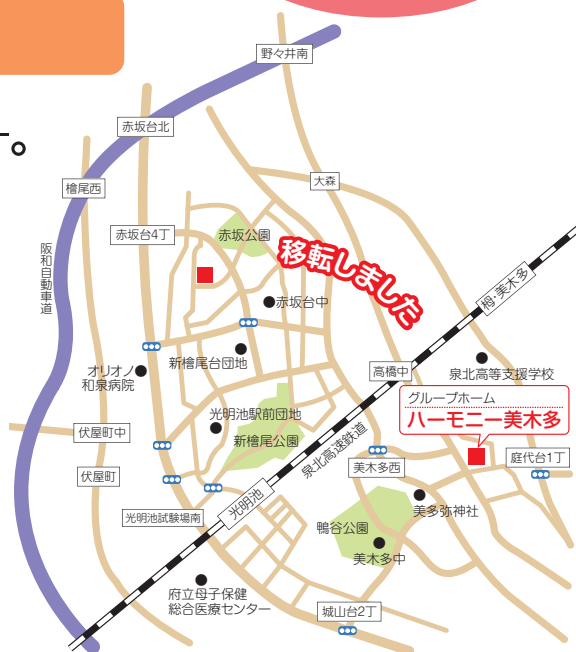 。
野々井南
赤坂台北
檜尾西
大森
赤坂台4丁
赤坂公園
移転しました
阪和自動車道
栂・美木多
赤坂台中
新檜尾台団地
オリオノ
和泉病院
高橋中
泉北高等支援学校
グループホーム
ハーモニー美木多
光明池駅前団地
新檜尾公園
伏屋町中
泉北高速鉄道
美木多西
庭代台1丁
伏屋町
光明池
光明池試験場南
美多弥神社
鴨谷公園
美木多中
府立母子保健
総合医療センター
城山台2丁